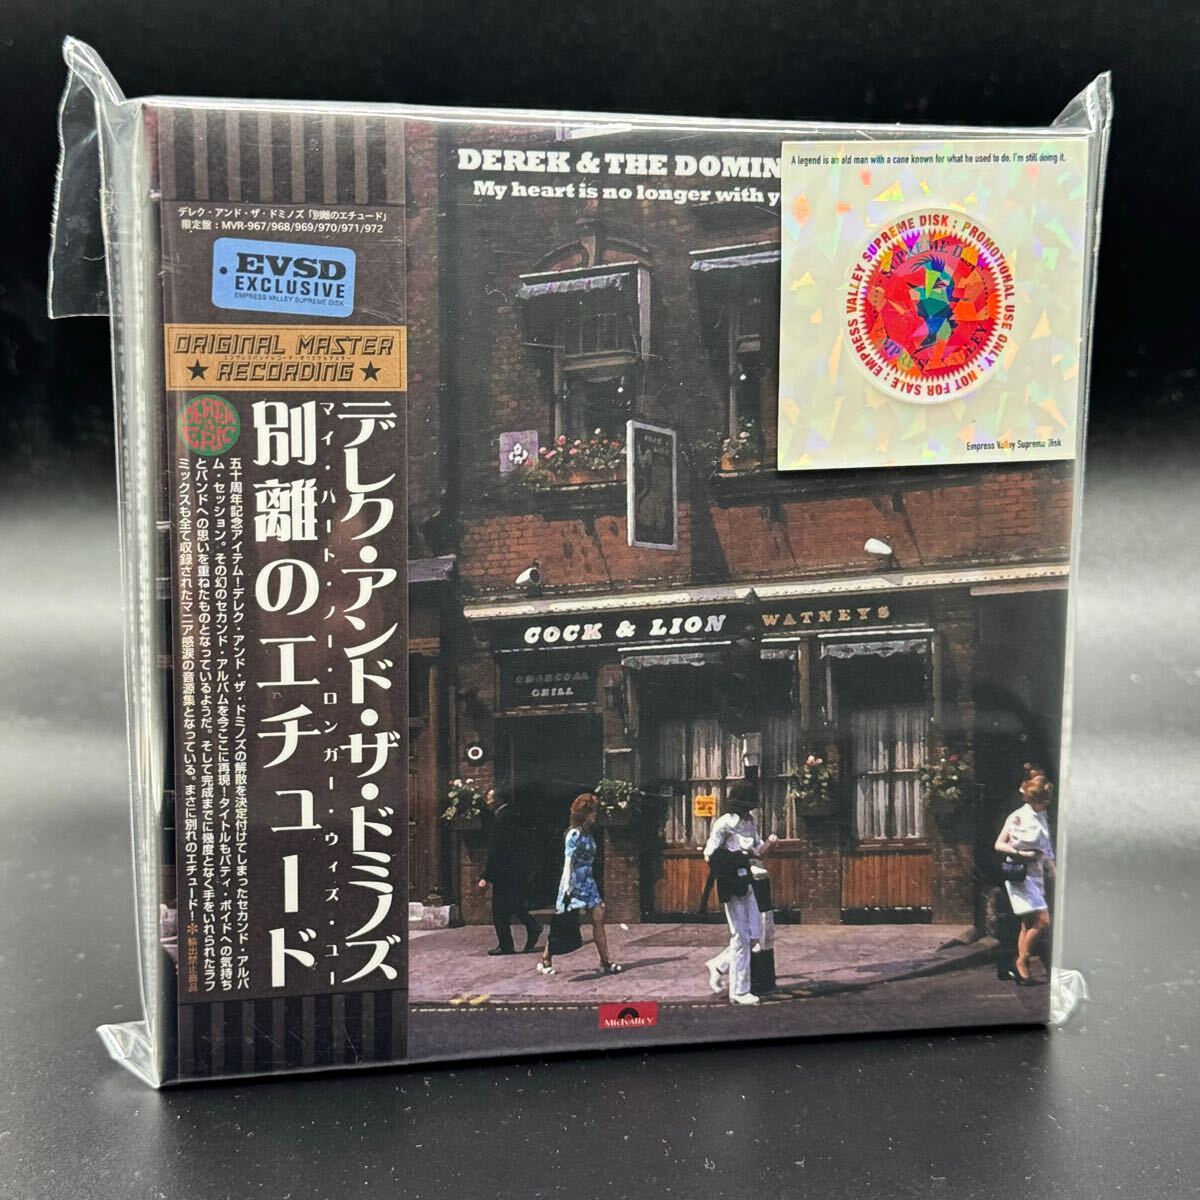 デレク・アンド・ザ・ドミノズ「別離のエチュード」
限定盤:MVR-967/968/969/970/971/972
EVSD
EXCLUSIVE
EMPRESS VALLEY SUPREME DISK
ORIGINAL MASTER
RECORDING
DEREK
ERIC
デレク・アンド・ザ・ドミノズ
マイ・ハート・ノー・ロンガー・ウィズ・ユー
別離のエチュード
五十周年記念アイテム!デレク・アンド・ザ・ドミノズの解散を決定付けてしまったセカンド・アルバ
ム・セッション。その幻のセカンド・アルバムを今ここに再現!タイトルもパティ・ボイドへの気持ち
とバンドへの思いを重ねたものとなっているようだ。そして完成までに幾度となく手をいれられたラフ
ミックスも全て収録されたマニア感涙の音源集となっている。まさに別れのエチュード!
※輸出禁止商品
DEREK & THE DOMIN
My heart is no longer with y
A legend is an old man with a cane known for what he used to do. I'm still doing it.
EMPRESS VALLEY SUPREME DISK : PROMOTIONAL USE ONLY : NOT FOR SALE :
Empress Valley Supreme Disk
COCK & LION
WATNEYS
CHARCOAL
GRILL
MidValley